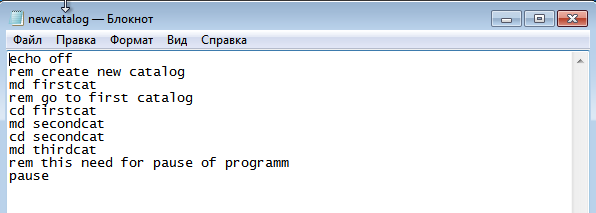 newcatalog — Блокнот
Файл Правка Формат Вид Справка
echo off
rem create new catalog
md firstcat
rem go to first catalog
cd firstcat
md secondcat
cd secondcat
md thirdcat
rem this need for pause of programm
pause